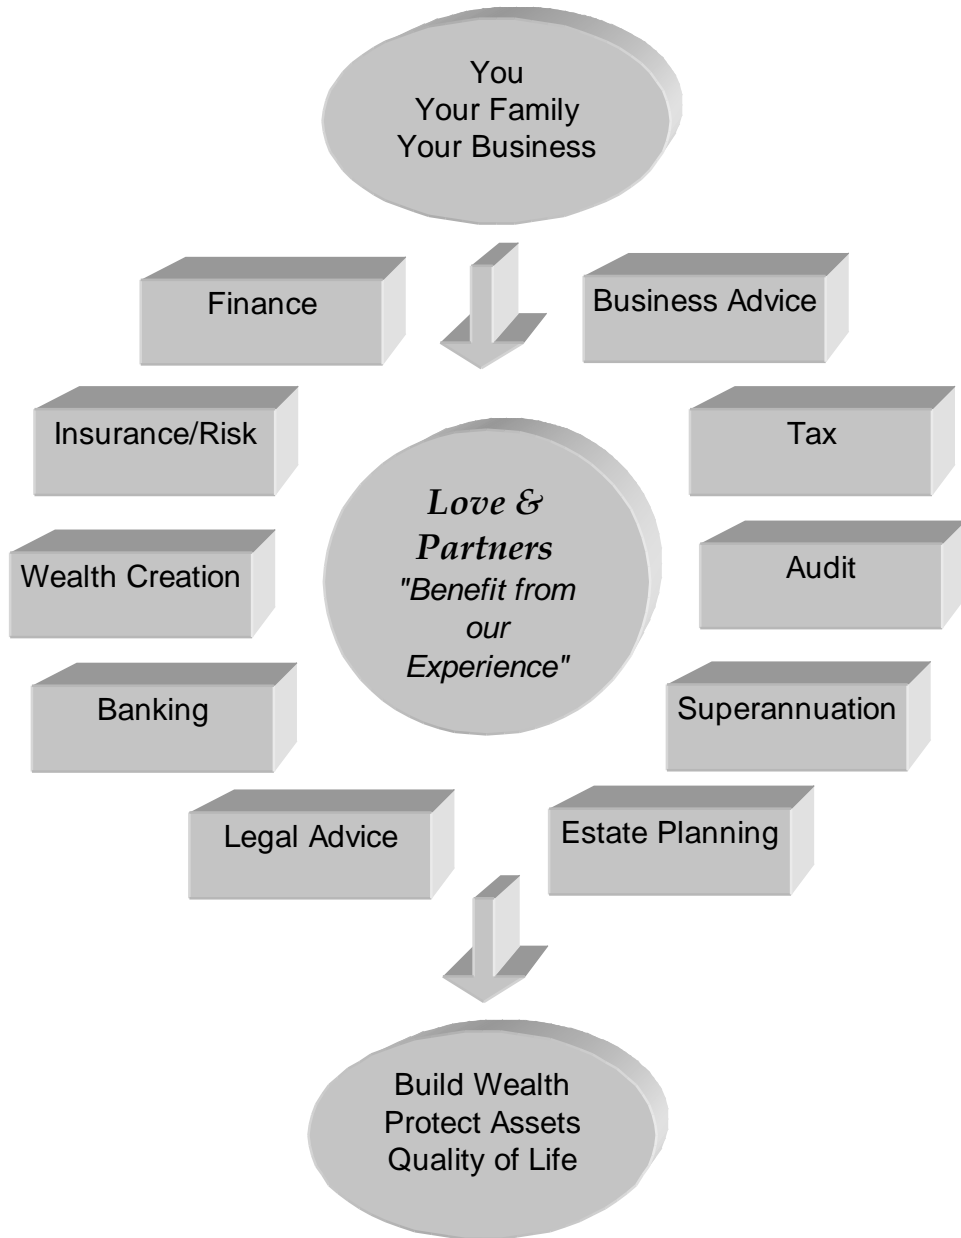 You
Your Family
Your Business
Finance
Business Advice
Insurance/Risk
Tax
Love &
Partners
"Benefit from
our
Experience"
Wealth Creation
Audit
Banking
Superannuation
Legal Advice
Estate Planning
Build Wealth
Protect Assets
Quality of Life